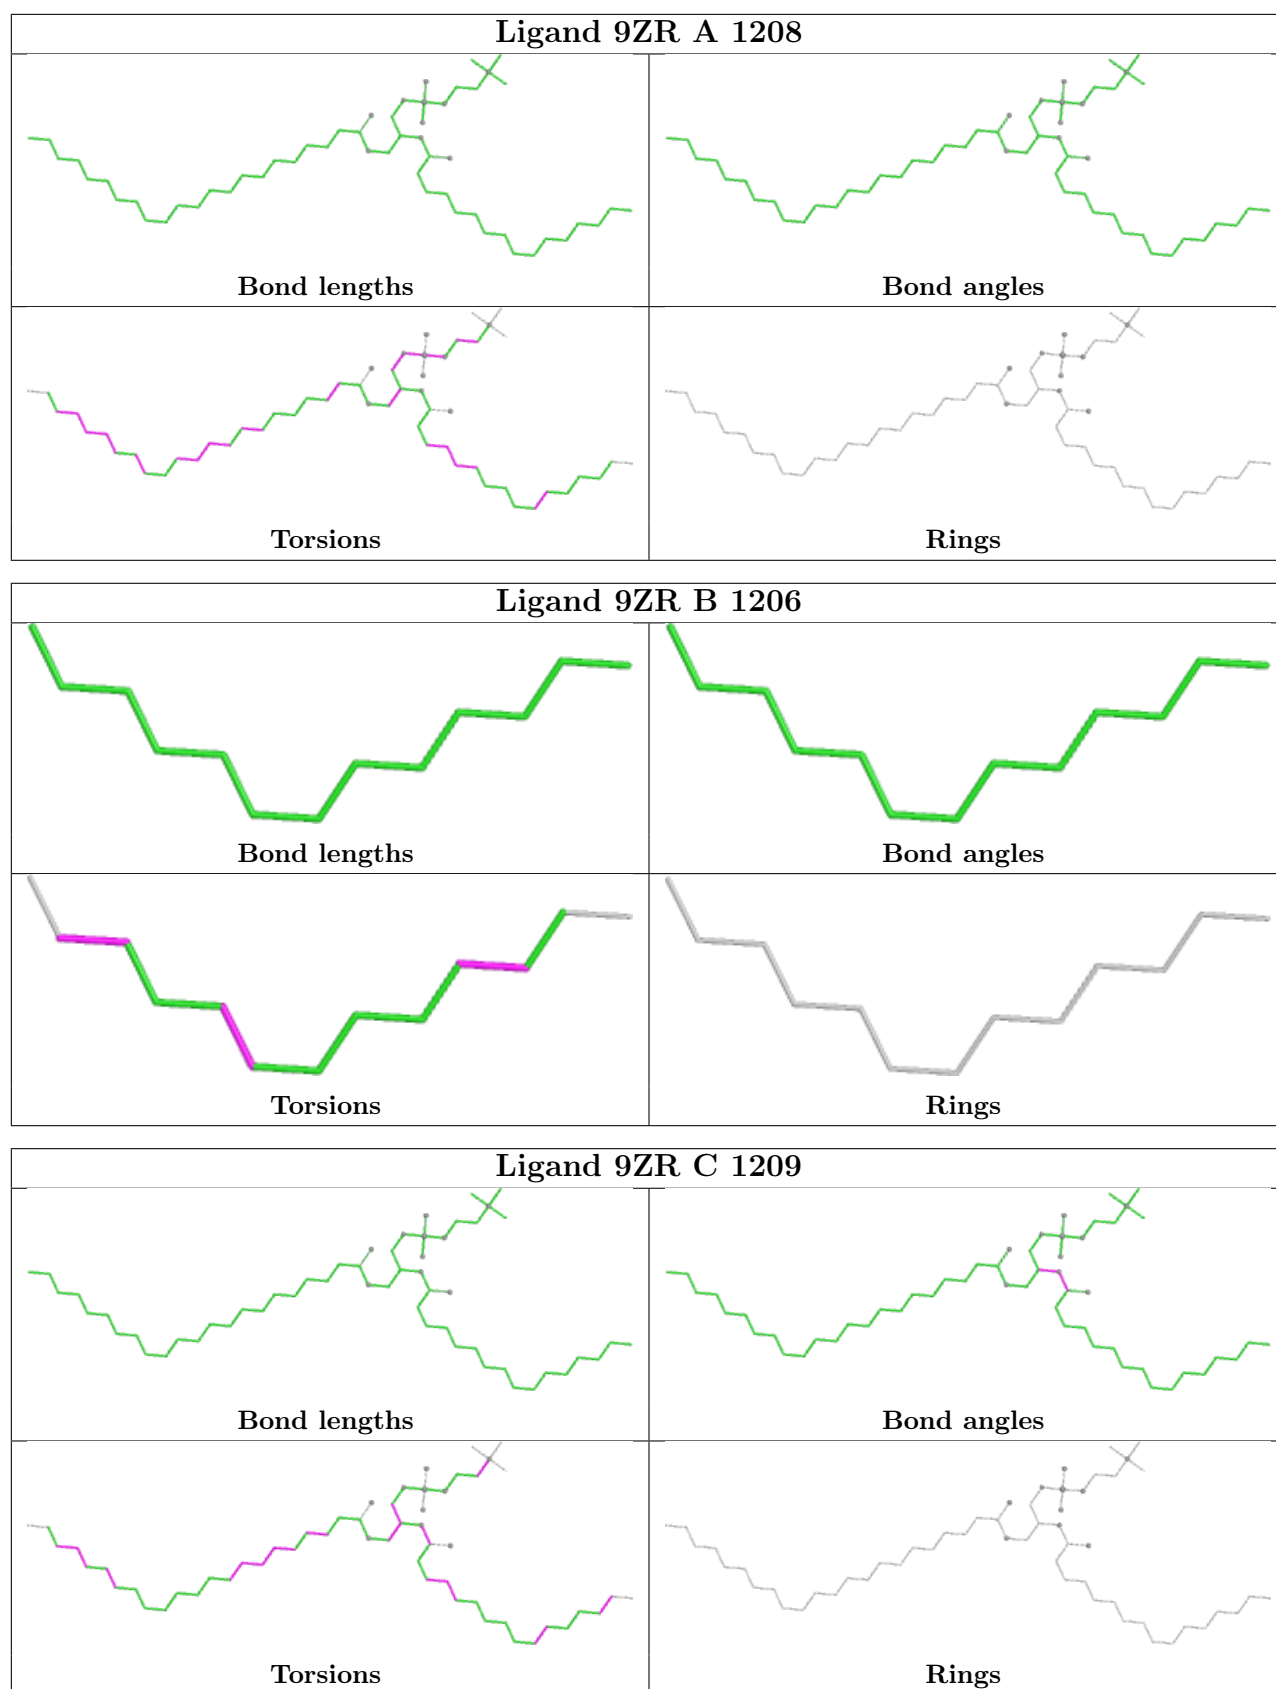 Ligand 9ZR A 1208
Bond lengths
Bond angles
Torsions
Rings
Ligand 9ZR B 1206
Bond lengths
Bond angles
Torsions
Rings
Ligand 9ZR C 1209
Bond lengths
Bond angles
Torsions
Rings